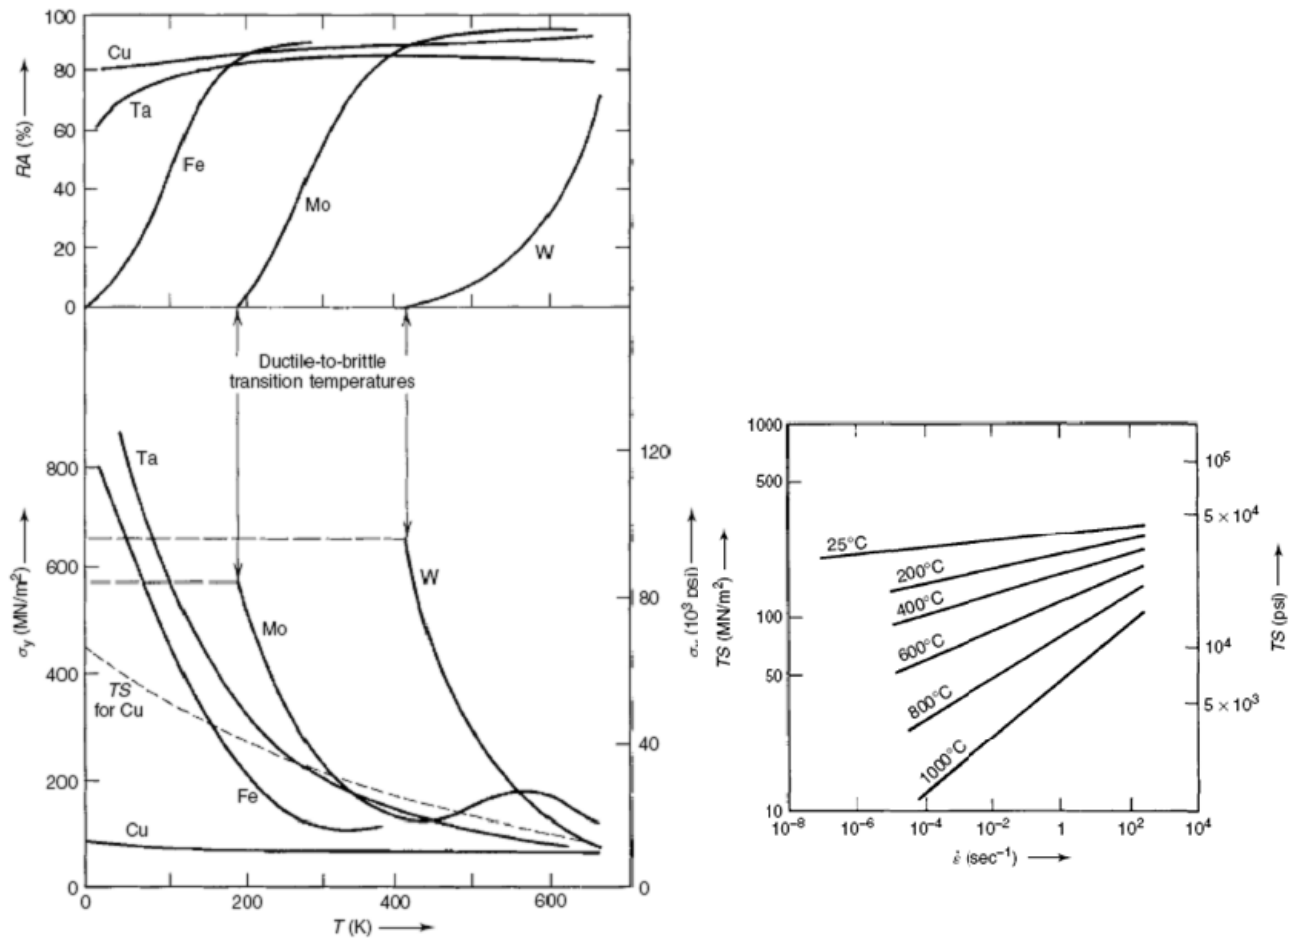 100
80
60
40
20
0
RA (%)
Cu
Ta
Fe
Mo
W
Ductile-to-brittle
transition temperatures
800
600
600
400
200
0
σy (MN/m²)
Ta
W
Mo
TS
for Cu
Fe
Cu
120
80
40
0
(10³ psi)
0
200
400
600
T (K)
1000
500
100
50
10
TS (MN/m²)
25°C
200°C
400°C
600°C
800°C
1000°C
10⁵
5 × 10⁴
10⁴
5 × 10³
TS (psi)
10⁻⁸
10⁻⁶
10⁻⁴
10⁻²
1
10²
10⁴
ε̇ (sec⁻¹)